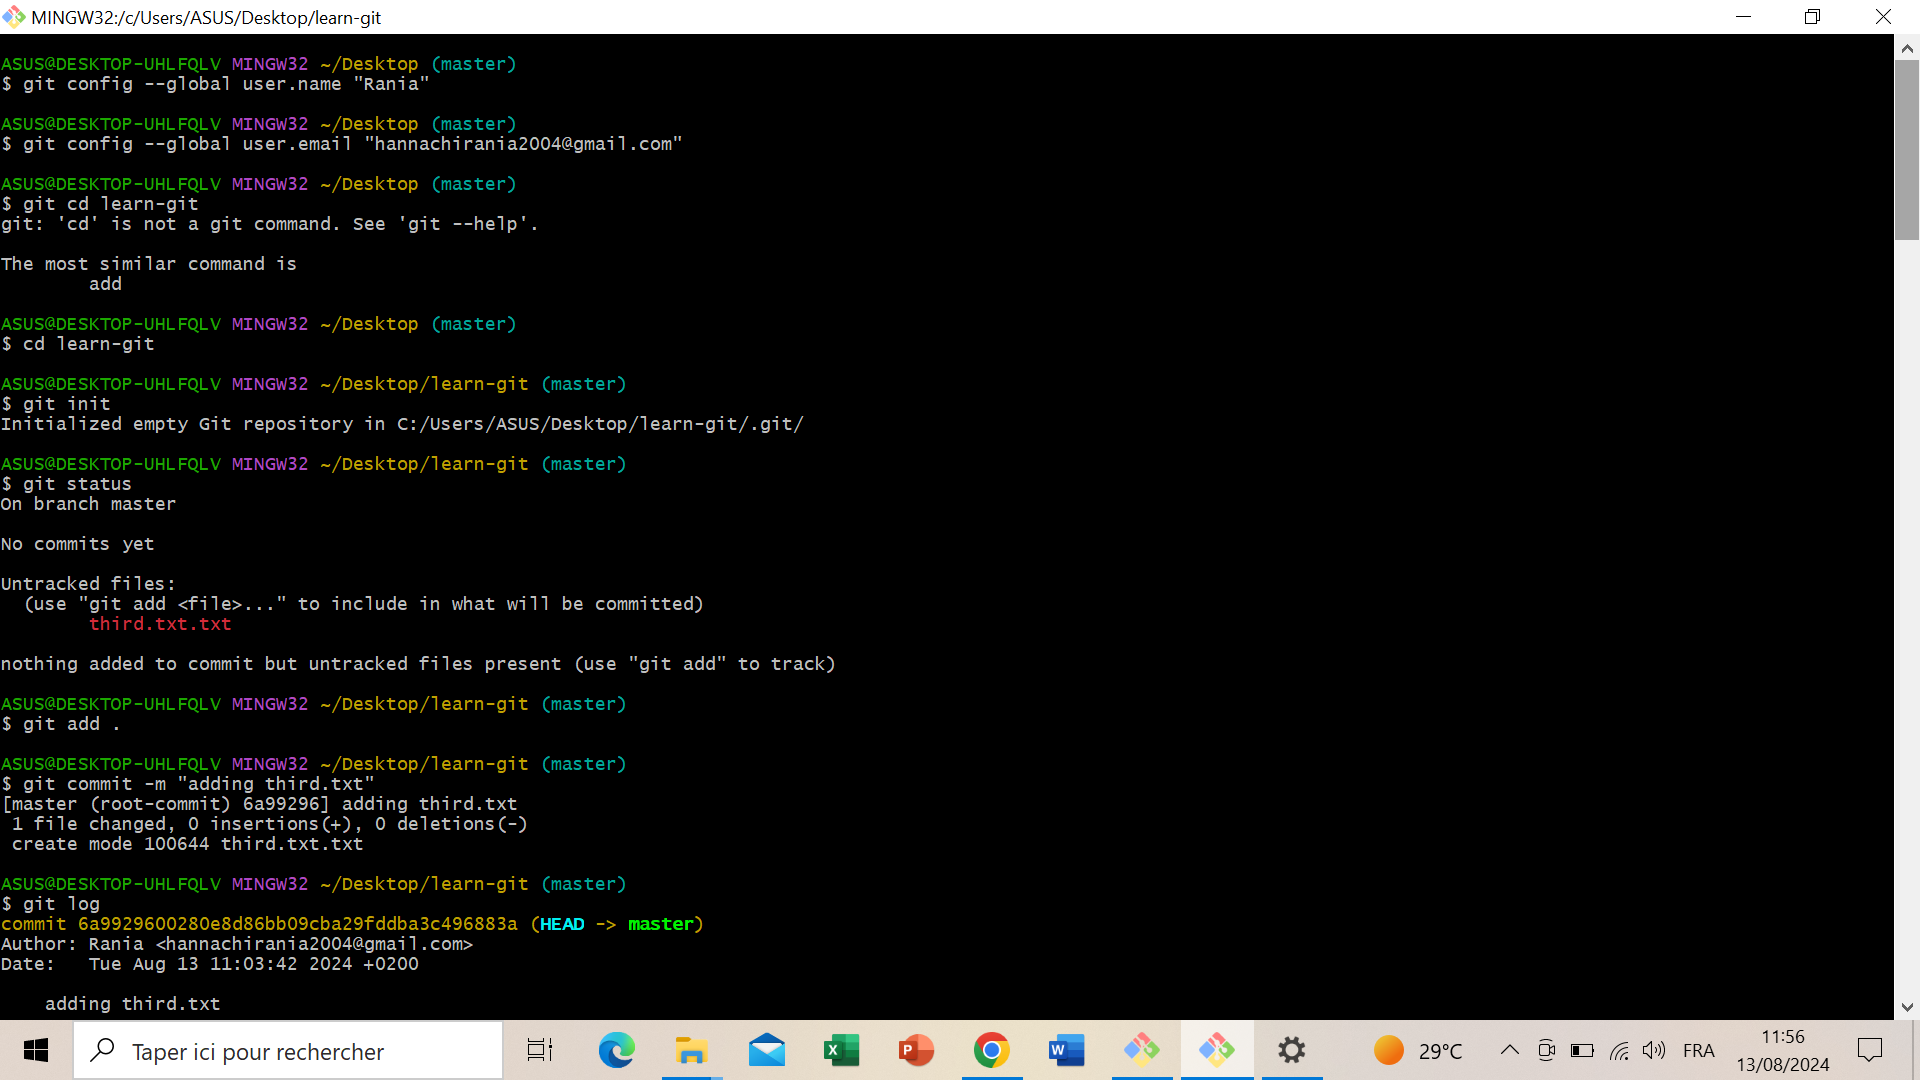 MINGW32:/c/Users/ASUS/Desktop/learn-git
ASUS@DESKTOP-UHLFQLV MINGW32 ~/Desktop (master)
$ git config --global user.name "Rania"
ASUS@DESKTOP-UHLFQLV MINGW32 ~/Desktop (master)
$ git config --global user.email "hannachirania2004@gmail.com"
ASUS@DESKTOP-UHLFQLV MINGW32 ~/Desktop (master)
$ git cd learn-git
git: 'cd' is not a git command. See 'git --help'.
The most similar command is
        add
ASUS@DESKTOP-UHLFQLV MINGW32 ~/Desktop (master)
$ cd learn-git
ASUS@DESKTOP-UHLFQLV MINGW32 ~/Desktop/learn-git (master)
$ git init
Initialized empty Git repository in C:/Users/ASUS/Desktop/learn-git/.git/
ASUS@DESKTOP-UHLFQLV MINGW32 ~/Desktop/learn-git (master)
$ git status
On branch master
No commits yet
Untracked files:
  (use "git add <file>..." to include in what will be committed)
        third.txt.txt
nothing added to commit but untracked files present (use "git add" to track)
ASUS@DESKTOP-UHLFQLV MINGW32 ~/Desktop/learn-git (master)
$ git add .
ASUS@DESKTOP-UHLFQLV MINGW32 ~/Desktop/learn-git (master)
$ git commit -m "adding third.txt"
[master (root-commit) 6a99296] adding third.txt
 1 file changed, 0 insertions(+), 0 deletions(-)
 create mode 100644 third.txt.txt
ASUS@DESKTOP-UHLFQLV MINGW32 ~/Desktop/learn-git (master)
$ git log
commit 6a9929600280e8d86bb09cba29fddba3c496883a (HEAD -> master)
Author: Rania <hannachirania2004@gmail.com>
Date:   Tue Aug 13 11:03:42 2024 +0200
    adding third.txt
Taper ici pour rechercher
X
P
W
29°C
FRA
11:56
13/08/2024